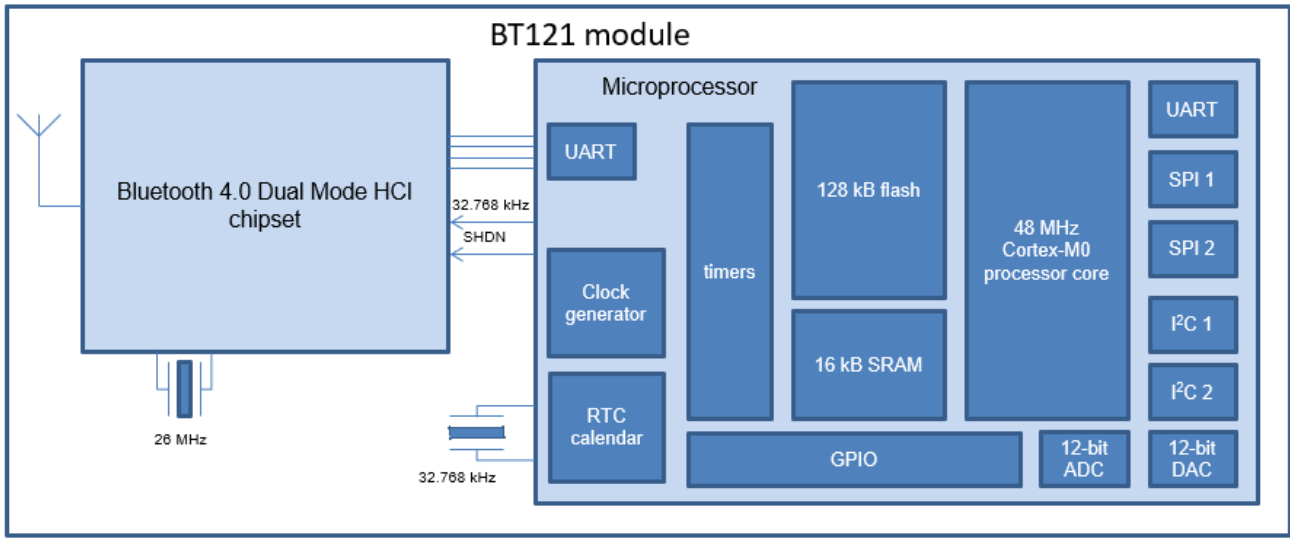 BT121 module
Bluetooth 4.0 Dual Mode HCI
chipset
26 MHz
32.768 kHz
SHDN
32.768 kHz
Microprocessor
UART
Clock
generator
RTC
calendar
timers
128 kB flash
16 kB SRAM
48 MHz
Cortex-M0
processor core
GPIO
12-bit
ADC
UART
SPI 1
SPI 2
I²C 1
I²C 2
12-bit
DAC